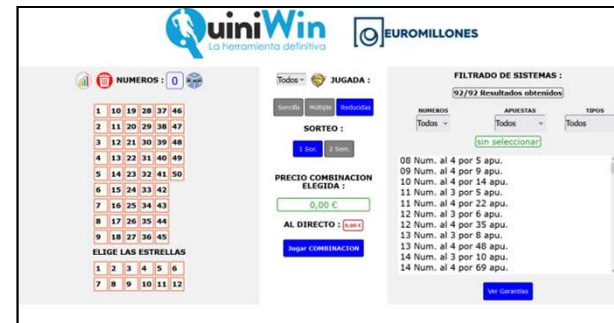 QuiniWin
La herramienta definitiva
EUROMILLONES
NUMEROS : 0
1 10 19 28 37 46
2 11 20 29 38 47
3 12 21 30 39 48
4 13 22 31 40 49
5 14 23 32 41 50
6 15 24 33 42
7 16 25 34 43
8 17 26 35 44
9 18 27 36 45
ELIGE LAS ESTRELLAS
1 2 3 4 5 6
7 8 9 10 11 12
Todos JUGADA :
Sencilla Múltiple Reducidas
SORTEO :
1 Sor. 2 Sem.
PRECIO COMBINACION
ELEGIDA :
0,00 €
AL DIRECTO : 0.00 €
Jugar COMBINACION
FILTRADO DE SISTEMAS :
92/92 Resultados obtenidos
NUMEROS APUESTAS TIPOS
Todos Todos Todos
sin seleccionar
08 Num. al 4 por 5 apu.
09 Num. al 4 por 9 apu.
10 Num. al 4 por 14 apu.
11 Num. al 3 por 5 apu.
11 Num. al 4 por 22 apu.
12 Num. al 3 por 6 apu.
12 Num. al 4 por 35 apu.
13 Num. al 3 por 8 apu.
13 Num. al 4 por 48 apu.
14 Num. al 3 por 10 apu.
14 Num. al 4 por 69 apu.
Ver Garantias